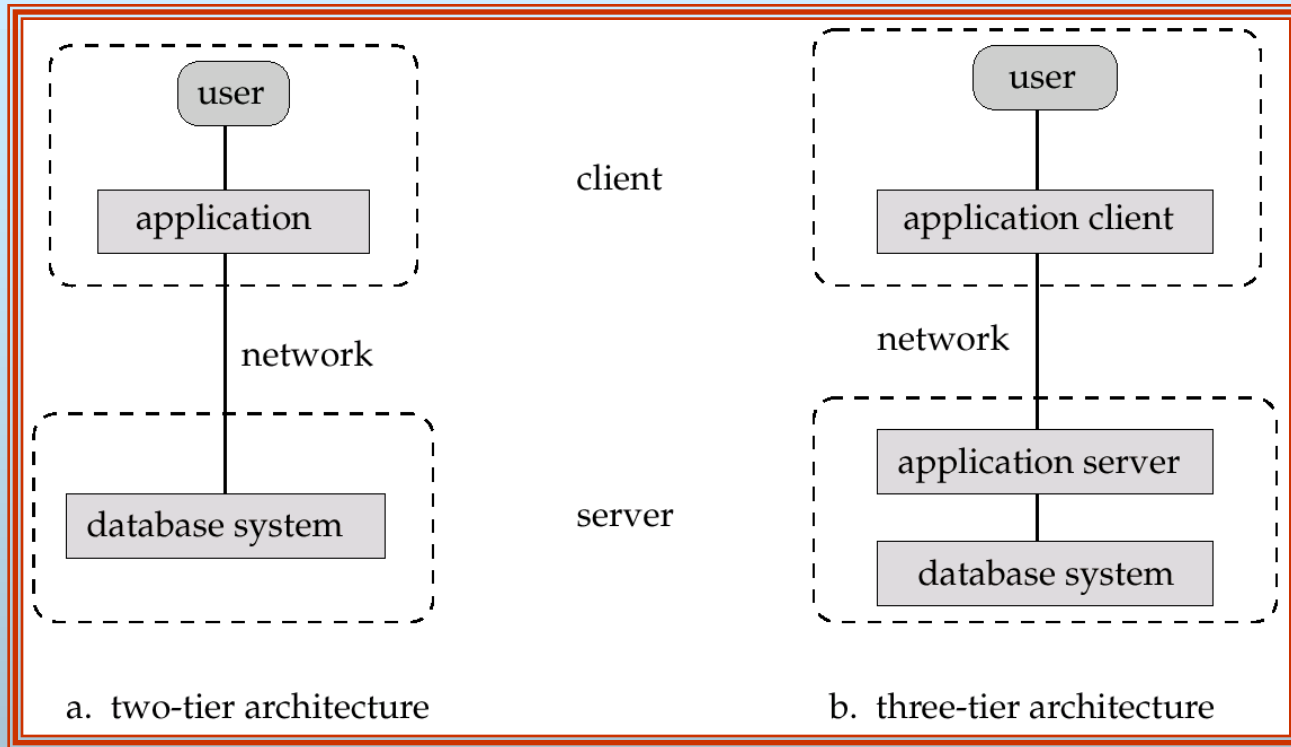 user
application
network
database system
a. two-tier architecture
client
server
user
application client
network
application server
database system
b. three-tier architecture